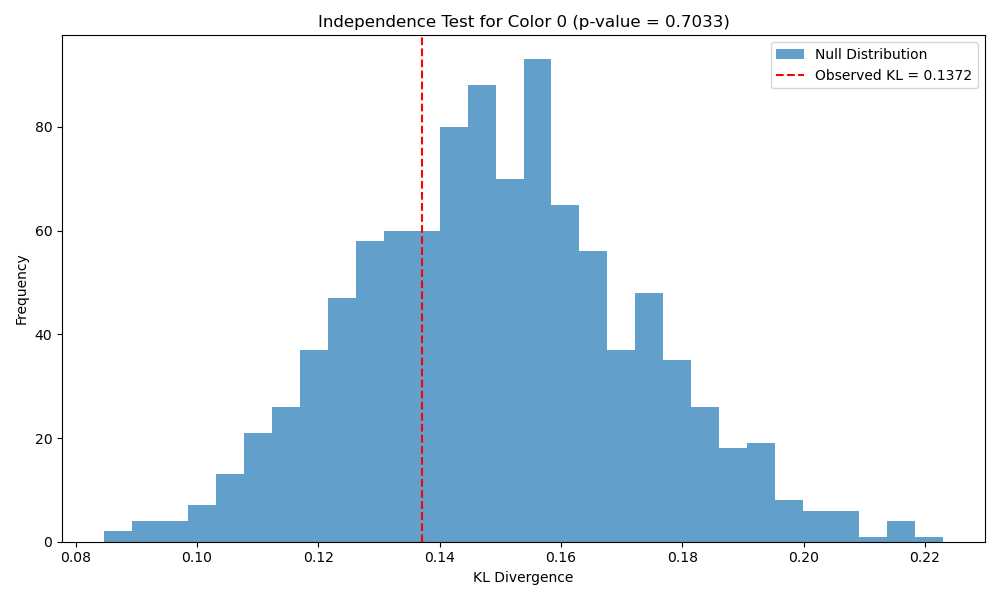 Independence Test for Color 0 (p-value = 0.7033)
Null Distribution
Observed KL = 0.1372
Frequency
80
60
40
20
0
0.08 0.10 0.12 0.14 0.16 0.18 0.20 0.22
KL Divergence